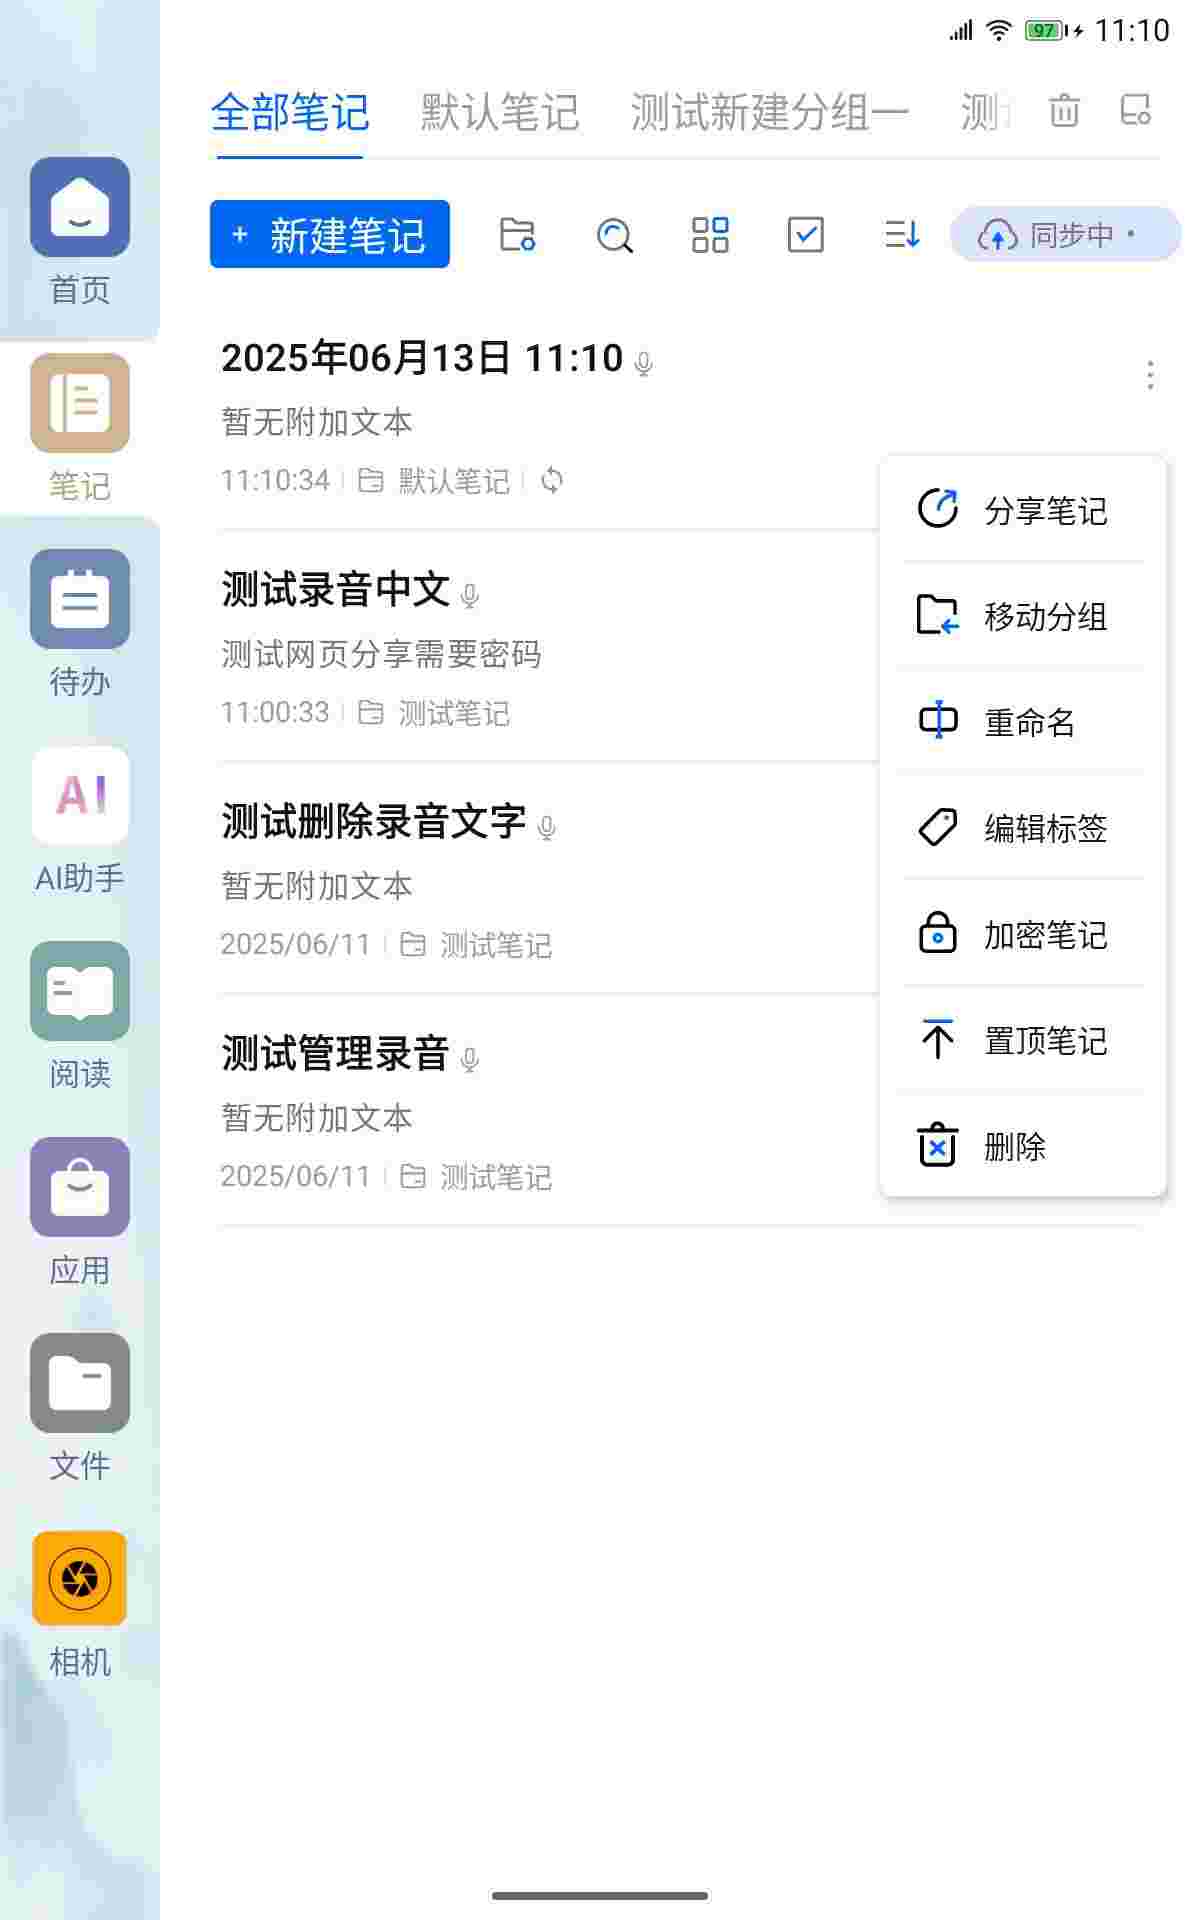 97 11:10
全部笔记 默认笔记 测试新建分组一 测
+ 新建笔记 同步中
首页
笔记
待办
AI
AI助手
阅读
应用
文件
相机
2025年06月13日 11:10
暂无附加文本
11:10:34 默认笔记
测试录音中文
测试网页分享需要密码
11:00:33 测试笔记
测试删除录音文字
暂无附加文本
2025/06/11 测试笔记
测试管理录音
暂无附加文本
2025/06/11 测试笔记
分享笔记
移动分组
重命名
编辑标签
加密笔记
置顶笔记
删除